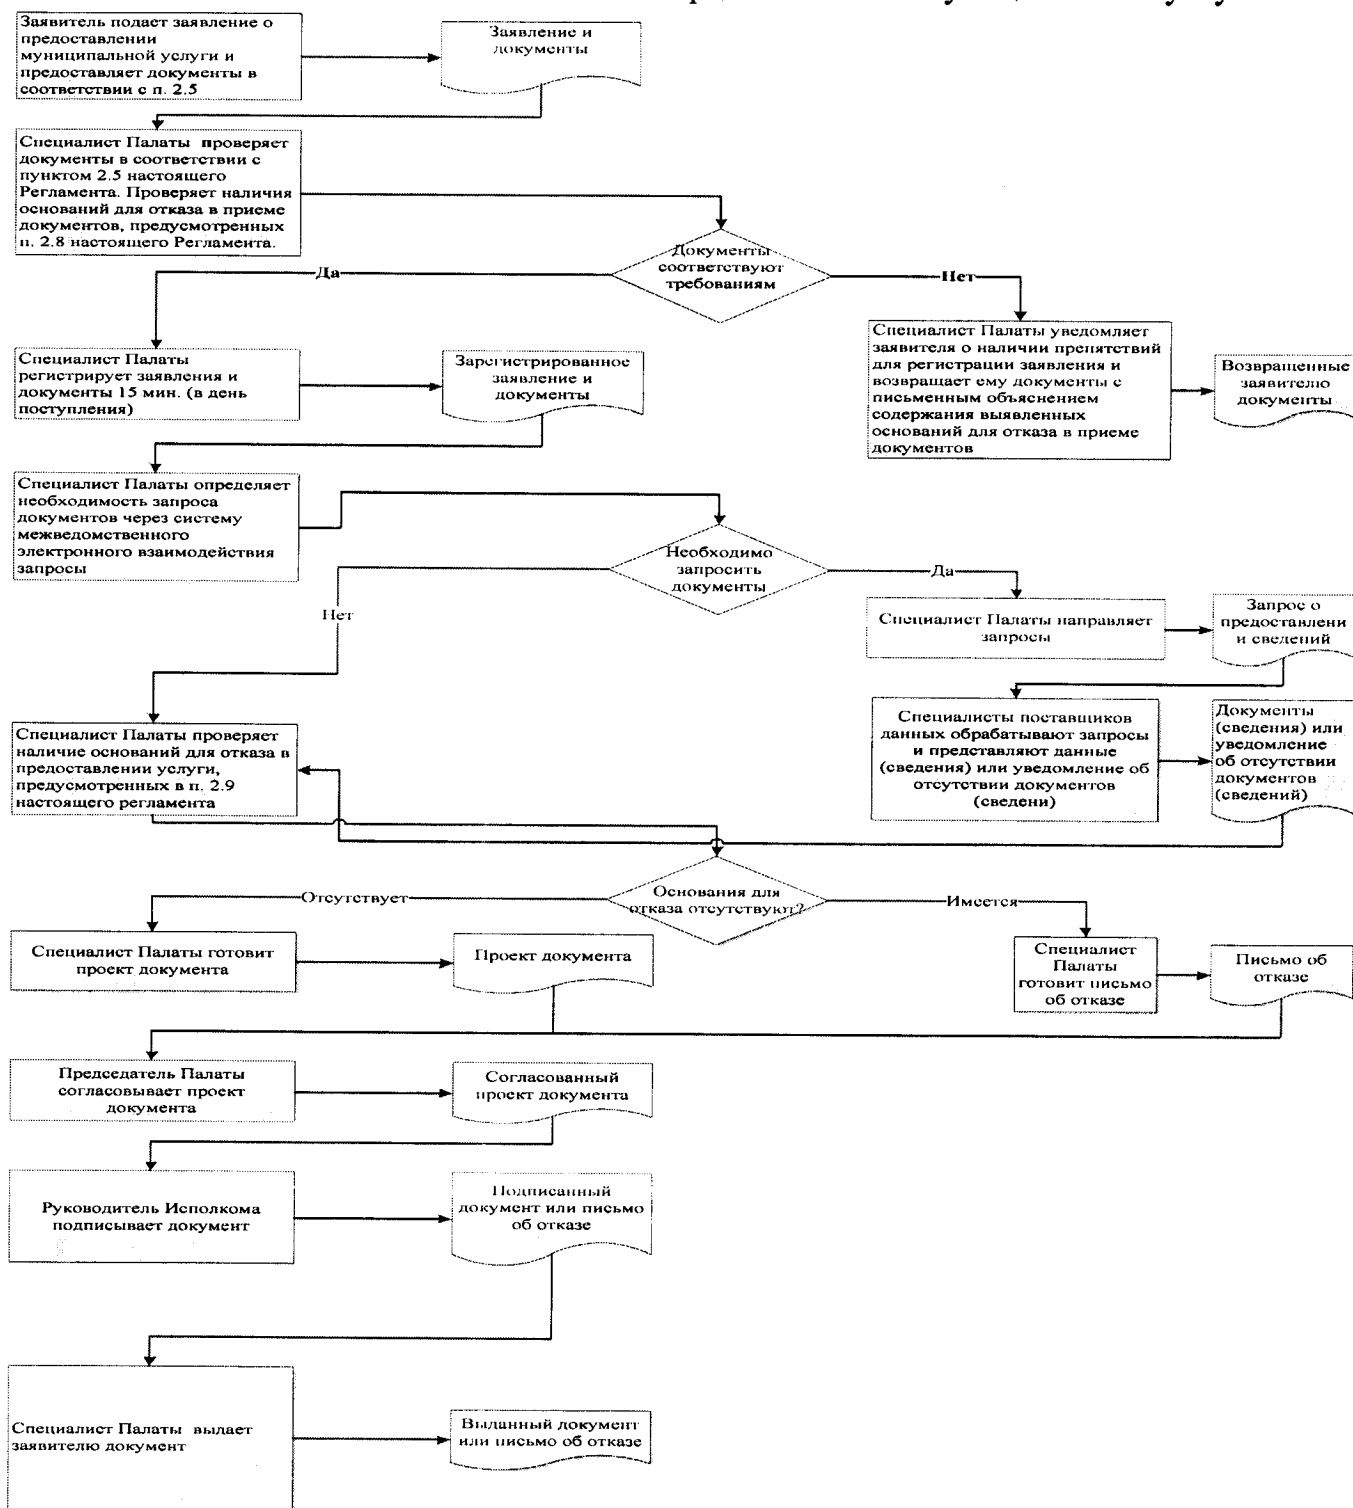 Заявитель подает заявление о
предоставлении
муниципальной услуги и
предоставляет документы в
соответствии с п. 2.5
Заявление и
документы
Специалист Палаты проверяет
документы в соответствии с
пунктом 2.5 настоящего
Регламента. Проверяет наличия
оснований для отказа в приеме
документов, предусмотренных
п. 2.8 настоящего Регламента.
Документы
соответствуют
требованиям
Да
Нет
Специалист Палаты
регистрирует заявления и
документы 15 мин. (в день
поступления)
Зарегистрированное
заявление и
документы
Специалист Палаты уведомляет
заявителя о наличии препятствий
для регистрации заявления и
возвращает ему документы с
письменным объяснением
содержания выявленных
оснований для отказа в приеме
документов
Возвращенные
заявителю
документы
Специалист Палаты определяет
необходимость запроса
документов через систему
межведомственного
электронного взаимодействия
запросы
Необходимо
запросить
документы
Нет
Да
Специалист Палаты направляет
запросы
Запрос о
предоставлени
и сведений
Специалист Палаты проверяет
наличие оснований для отказа в
предоставлении услуги,
предусмотренных в п. 2.9
настоящего регламента
Специалисты поставщиков
данных обрабатывают запросы
и представляют данные
(сведения) или уведомление об
отсутствии документов
(сведени)
Документы
(сведения) или
уведомление
об отсутствии
документов
(сведений)
Основания для
отказа отсутствуют?
Отсутствует
Имеется
Специалист Палаты готовит
проект документа
Проект документа
Специалист
Палаты
готовит письмо
об отказе
Письмо об
отказе
Председатель Палаты
согласовывает проект
документа
Согласованный
проект документа
Руководитель Исполкома
подписывает документ
Подписанный
документ или письмо
об отказе
Специалист Палаты выдает
заявителю документ
Выданный документ
или письмо об отказе